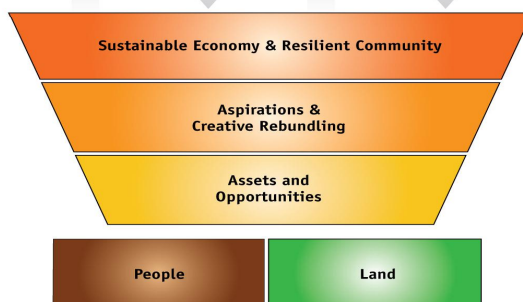 Sustainable Economy & Resilient Community
Aspirations &
Creative Rebundling
Assets and
Opportunities
People
Land